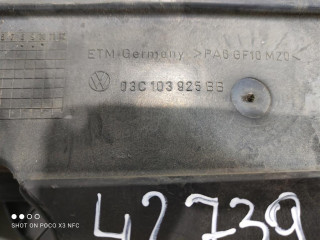 ETM-Germany >PA6 GF10 M20<
03C 103 925 BB
42739
SHOT ON POCO X3 NFC